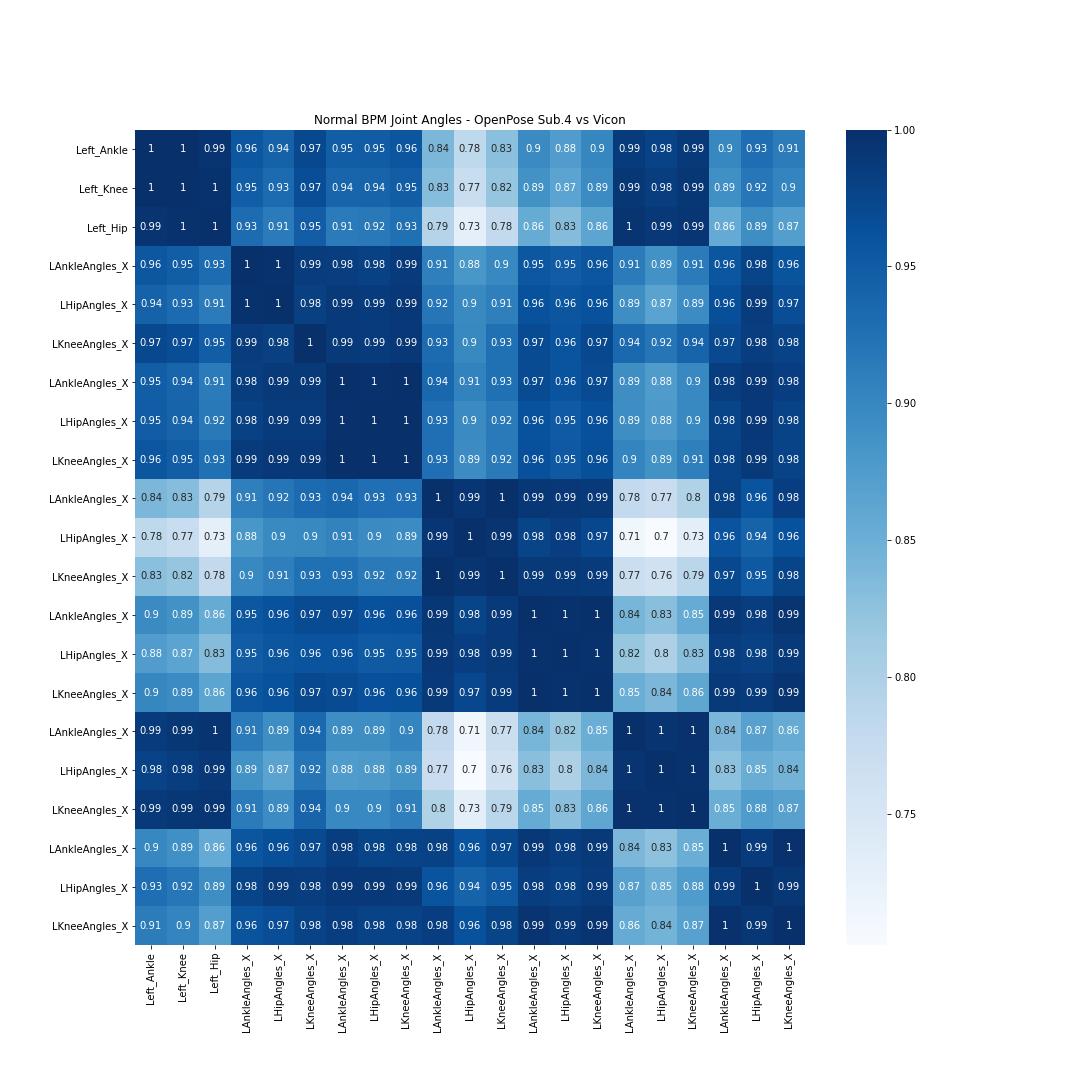 Normal BPM Joint Angles - OpenPose Sub.4 vs Vicon
Left_Ankle 1 1 0.99 0.96 0.94 0.97 0.95 0.95 0.96 0.84 0.78 0.83 0.9 0.88 0.9 0.99 0.98 0.99 0.9 0.93 0.91
Left_Knee 1 1 1 0.95 0.93 0.97 0.94 0.94 0.95 0.83 0.77 0.82 0.89 0.87 0.89 0.99 0.98 0.99 0.89 0.92 0.9
Left_Hip 0.99 1 1 0.93 0.91 0.95 0.91 0.92 0.93 0.79 0.73 0.78 0.86 0.83 0.86 1 0.99 0.99 0.86 0.89 0.87
LAnkleAngles_X 0.96 0.95 0.93 1 1 0.99 0.98 0.98 0.99 0.91 0.88 0.9 0.95 0.95 0.96 0.91 0.89 0.91 0.96 0.98 0.96
LHipAngles_X 0.94 0.93 0.91 1 1 0.98 0.99 0.99 0.99 0.92 0.9 0.91 0.96 0.96 0.96 0.89 0.87 0.89 0.96 0.99 0.97
LKneeAngles_X 0.97 0.97 0.95 0.99 0.98 1 0.99 0.99 0.99 0.93 0.9 0.93 0.97 0.96 0.97 0.94 0.92 0.94 0.97 0.98 0.98
LAnkleAngles_X 0.95 0.94 0.91 0.98 0.99 0.99 1 1 1 0.94 0.91 0.93 0.97 0.96 0.97 0.89 0.88 0.9 0.98 0.99 0.98
LHipAngles_X 0.95 0.94 0.92 0.98 0.99 0.99 1 1 1 0.93 0.9 0.92 0.96 0.95 0.96 0.89 0.88 0.9 0.98 0.99 0.98
LKneeAngles_X 0.96 0.95 0.93 0.99 0.99 0.99 1 1 1 0.93 0.89 0.92 0.96 0.95 0.96 0.9 0.89 0.91 0.98 0.99 0.98
LAnkleAngles_X 0.84 0.83 0.79 0.91 0.92 0.93 0.94 0.93 0.93 1 0.99 1 0.99 0.99 0.99 0.78 0.77 0.8 0.98 0.96 0.98
LHipAngles_X 0.78 0.77 0.73 0.88 0.9 0.9 0.91 0.9 0.89 0.99 1 0.99 0.98 0.98 0.97 0.71 0.7 0.73 0.96 0.94 0.96
LKneeAngles_X 0.83 0.82 0.78 0.9 0.91 0.93 0.93 0.92 0.92 1 0.99 1 0.99 0.99 0.99 0.77 0.76 0.79 0.97 0.95 0.98
LAnkleAngles_X 0.9 0.89 0.86 0.95 0.96 0.97 0.97 0.96 0.96 0.99 0.98 0.99 1 1 1 0.84 0.83 0.85 0.99 0.98 0.99
LHipAngles_X 0.88 0.87 0.83 0.95 0.96 0.96 0.96 0.95 0.95 0.99 0.98 0.99 1 1 1 0.82 0.8 0.83 0.98 0.98 0.99
LKneeAngles_X 0.9 0.89 0.86 0.96 0.96 0.97 0.97 0.96 0.96 0.99 0.97 0.99 1 1 1 0.85 0.84 0.86 0.99 0.99 0.99
LAnkleAngles_X 0.99 0.99 1 0.91 0.89 0.94 0.89 0.89 0.9 0.78 0.71 0.77 0.84 0.82 0.85 1 1 1 0.84 0.87 0.86
LHipAngles_X 0.98 0.98 0.99 0.89 0.87 0.92 0.88 0.88 0.89 0.77 0.7 0.76 0.83 0.8 0.84 1 1 1 0.83 0.85 0.84
LKneeAngles_X 0.99 0.99 0.99 0.91 0.89 0.94 0.9 0.9 0.91 0.8 0.73 0.79 0.85 0.83 0.86 1 1 1 0.85 0.88 0.87
LAnkleAngles_X 0.9 0.89 0.86 0.96 0.96 0.97 0.98 0.98 0.98 0.98 0.96 0.97 0.99 0.98 0.99 0.84 0.83 0.85 1 0.99 1
LHipAngles_X 0.93 0.92 0.89 0.98 0.99 0.98 0.99 0.99 0.99 0.96 0.94 0.95 0.98 0.98 0.99 0.87 0.85 0.88 0.99 1 0.99
LKneeAngles_X 0.91 0.9 0.87 0.96 0.97 0.98 0.98 0.98 0.98 0.98 0.96 0.98 0.99 0.99 0.99 0.86 0.84 0.87 1 0.99 1
Left_Ankle
Left_Knee
Left_Hip
LAnkleAngles_X
LHipAngles_X
LKneeAngles_X
LAnkleAngles_X
LHipAngles_X
LKneeAngles_X
LAnkleAngles_X
LHipAngles_X
LKneeAngles_X
LAnkleAngles_X
LHipAngles_X
LKneeAngles_X
LAnkleAngles_X
LHipAngles_X
LKneeAngles_X
LAnkleAngles_X
LHipAngles_X
LKneeAngles_X
1.00
0.95
0.90
0.85
0.80
0.75